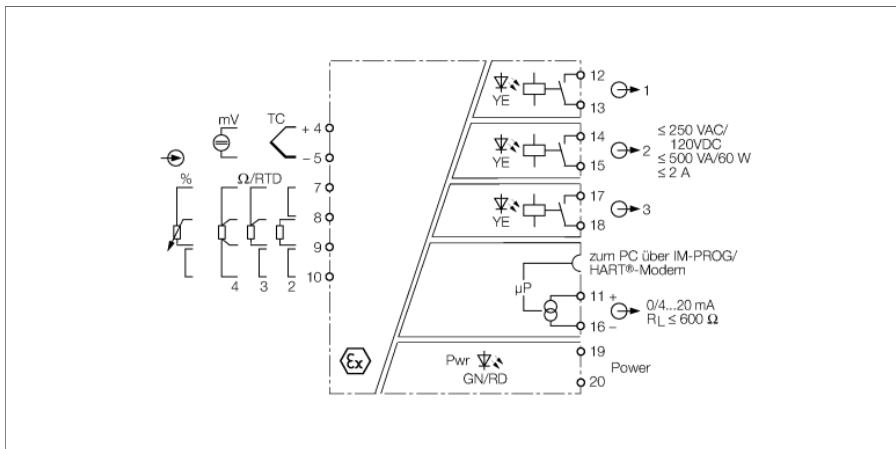 mV
TC
+ 4
– 5
%
Ω/RTD
7
8
9
10
4
3
2
YE
12
13
1
YE
14
15
2
≤ 250 VAC/
120VDC
≤ 500 VA/60 W
≤ 2 A
YE
17
18
3
zum PC über IM-PROG/
HART®-Modem
µP
11 +
16 –
0/4...20 mA
RL ≤ 600 Ω
Ex
Pwr
GN/RD
19
20
Power